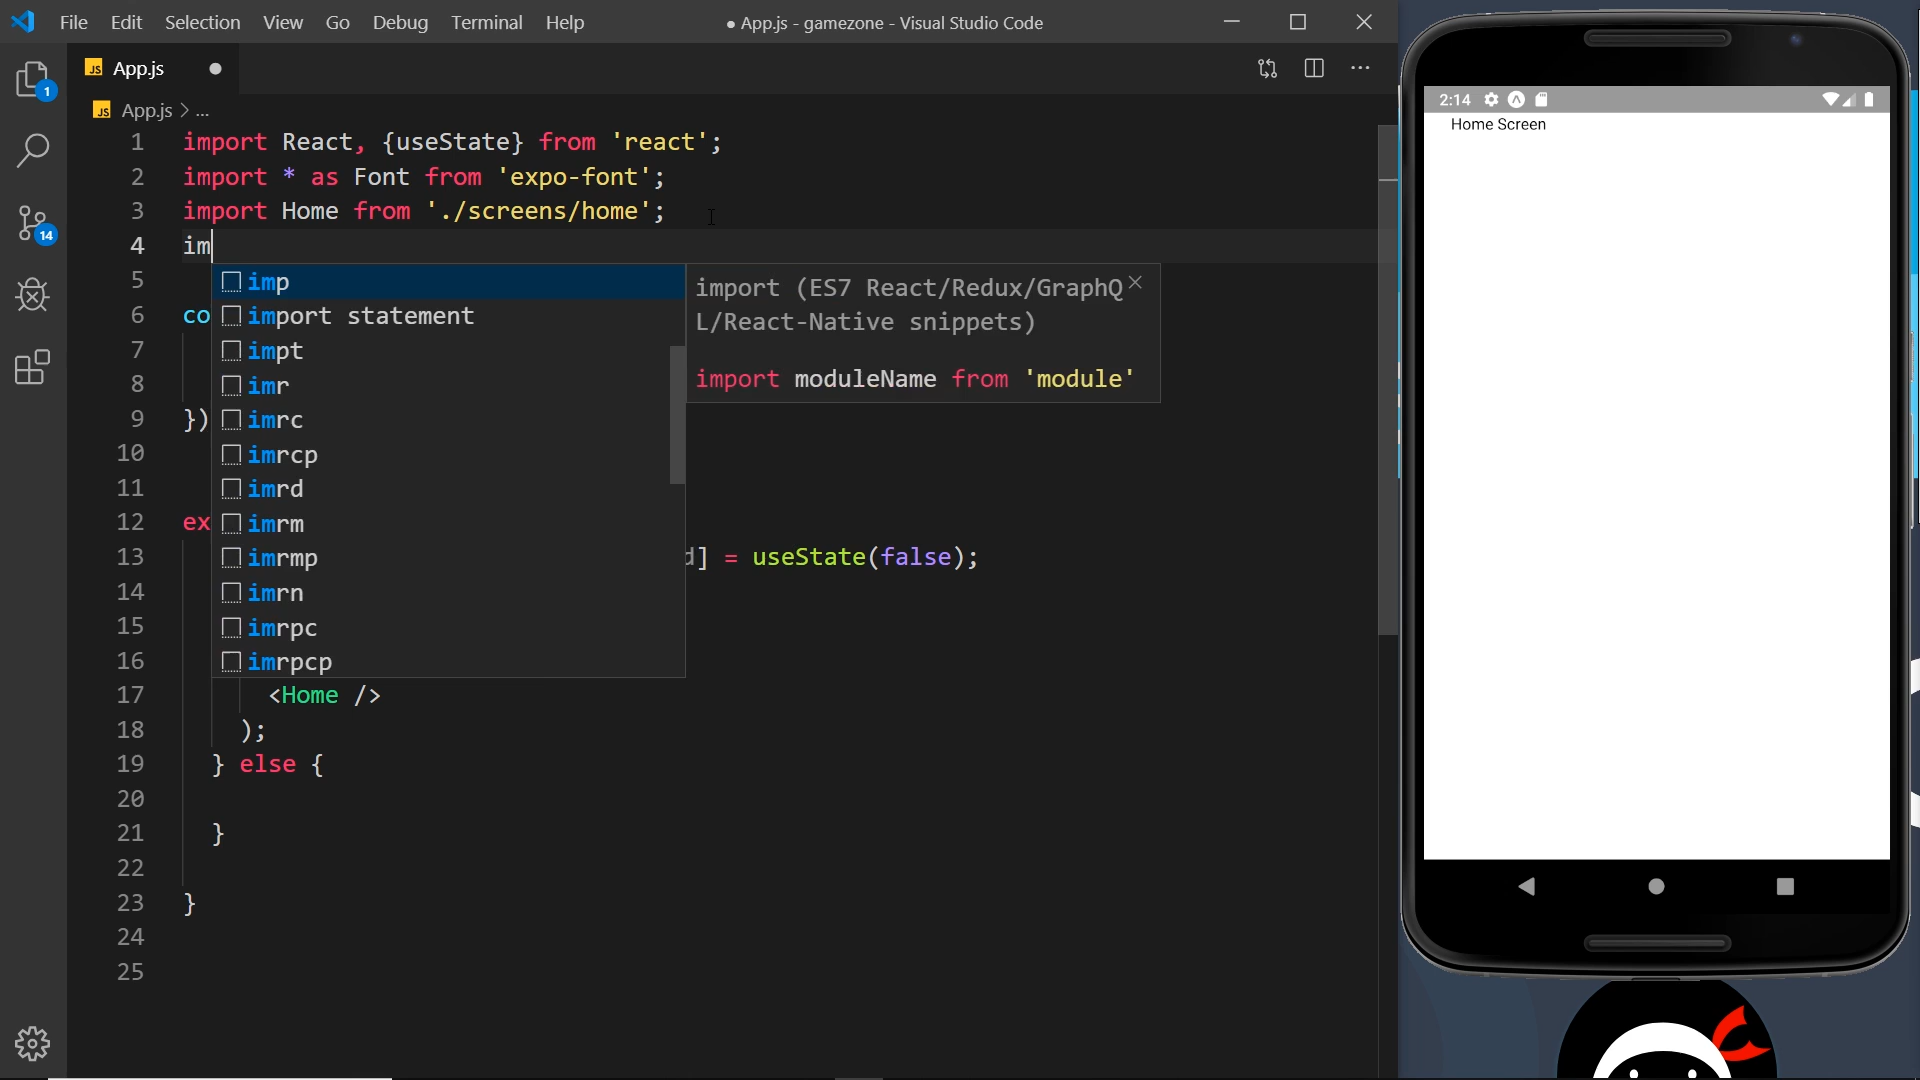 File Edit Selection View Go Debug Terminal Help
● App.js - gamezone - Visual Studio Code
JS App.js ●
JS App.js > ...
1
14
1 import React, {useState} from 'react';
2 import * as Font from 'expo-font';
3 import Home from './screens/home';
4 im
5
6 co
7
8
9 })
10
11
12 ex
13 d] = useState(false);
14
15
16
17 <Home />
18 );
19 } else {
20
21 }
22
23 }
24
25
imp
import statement
impt
imr
imrc
imrcp
imrd
imrm
imrmp
imrn
imrpc
imrpcp
import (ES7 React/Redux/GraphQ
L/React-Native snippets)
import moduleName from 'module'
2:14
Home Screen